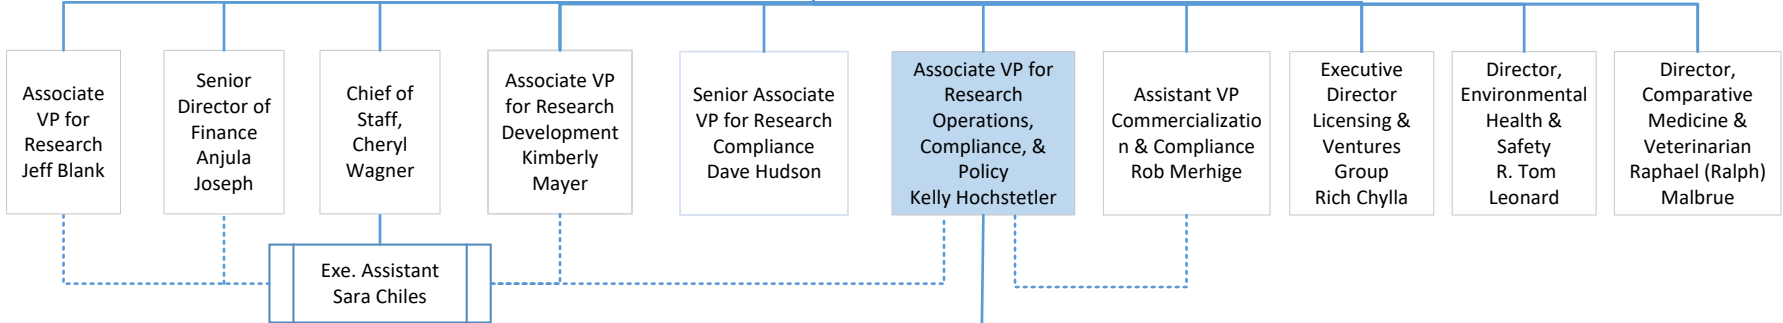 Associate
VP for
Research
Jeff Blank
Senior
Director of
Finance
Anjula
Joseph
Chief of
Staff,
Cheryl
Wagner
Associate VP
for Research
Development
Kimberly
Mayer
Senior Associate
VP for Research
Compliance
Dave Hudson
Associate VP for
Research
Operations,
Compliance, &
Policy
Kelly Hochstetler
Assistant VP
Commercializatio
n & Compliance
Rob Merhige
Executive
Director
Licensing &
Ventures
Group
Rich Chylla
Director,
Environmental
Health &
Safety
R. Tom
Leonard
Director,
Comparative
Medicine &
Veterinarian
Raphael (Ralph)
Malbrue
Exe. Assistant
Sara Chiles